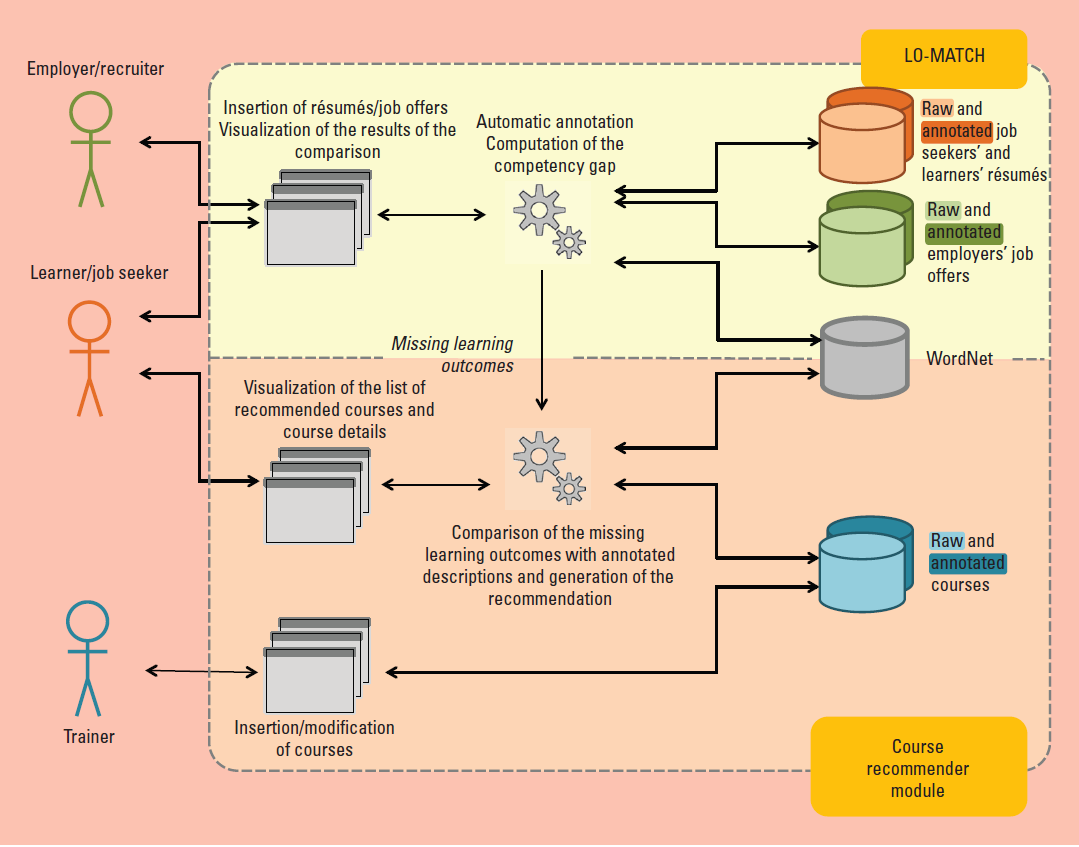 LO-MATCH
Employer/recruiter
Insertion of résumés/job offers
Visualization of the results of the
comparison
Automatic annotation
Computation of the
competency gap
Raw and
annotated job
seekers’ and
learners’ résumés
Raw and
annotated
employers’ job
offers
Learner/job seeker
Missing learning
outcomes
WordNet
Visualization of the list of
recommended courses and
course details
Comparison of the missing
learning outcomes with annotated
descriptions and generation of the
recommendation
Raw and
annotated
courses
Trainer
Insertion/modification
of courses
Course
recommender
module